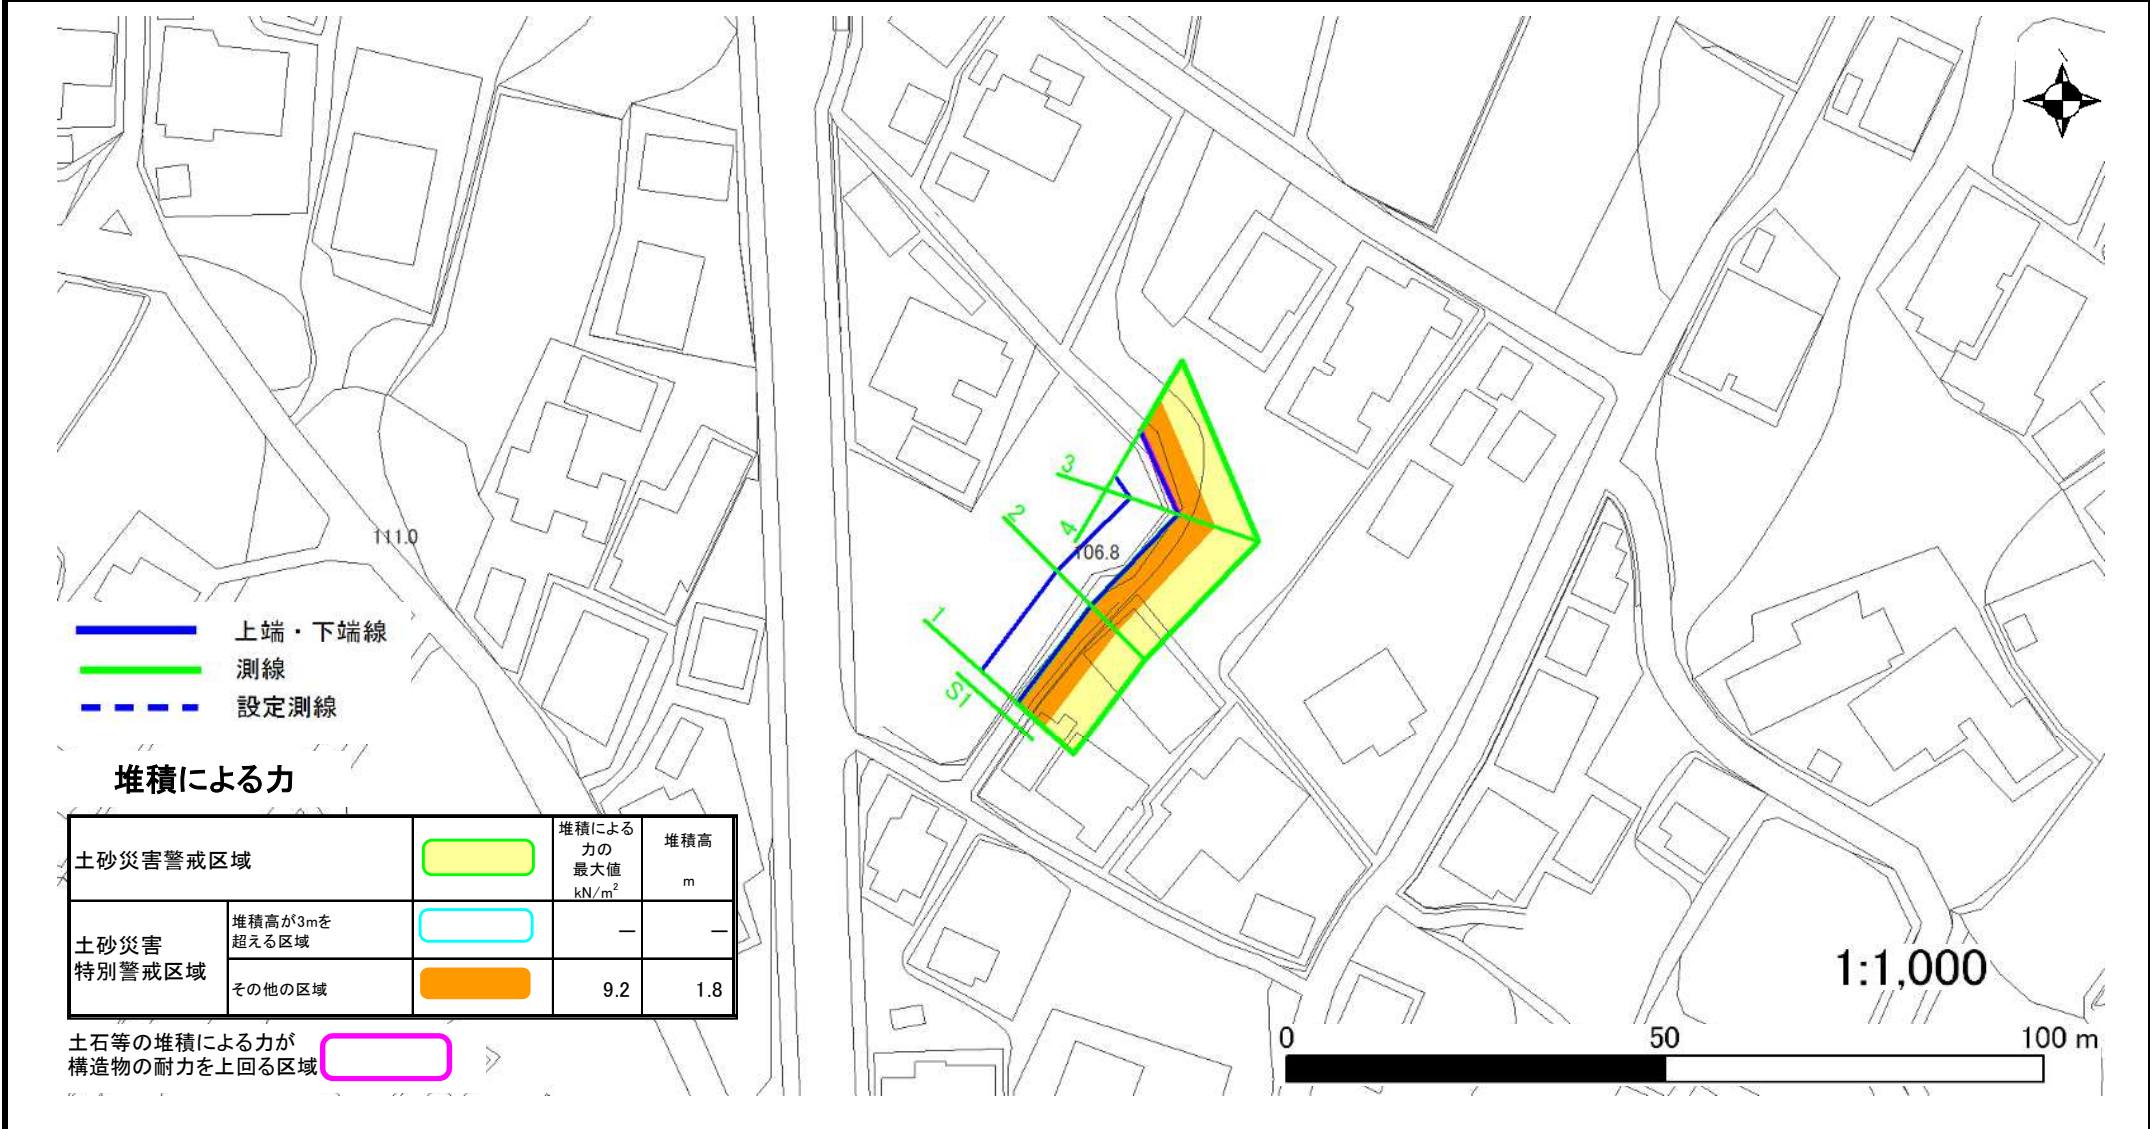 3
2
4
111.0
106.8
1
S1
上端・下端線
測線
設定測線
堆積による力
土砂災害警戒区域
堆積による
力の
最大値
kN/m²
堆積高
m
土砂災害
特別警戒区域
堆積高が3mを
超える区域
— —
その他の区域
9.2 1.8
土石等の堆積による力が
構造物の耐力を上回る区域
1:1,000
0 50 100 m